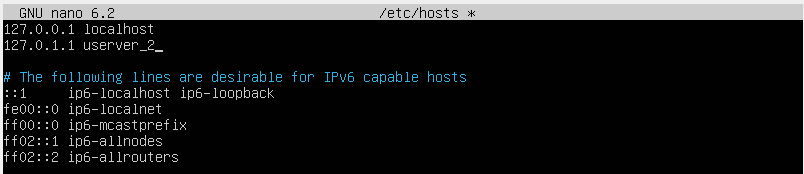 GNU nano 6.2 /etc/hosts *
127.0.0.1 localhost
127.0.1.1 userver_2
# The following lines are desirable for IPv6 capable hosts
::1 ip6-localhost ip6-loopback
fe00::0 ip6-localnet
ff00::0 ip6-mcastprefix
ff02::1 ip6-allnodes
ff02::2 ip6-allrouters